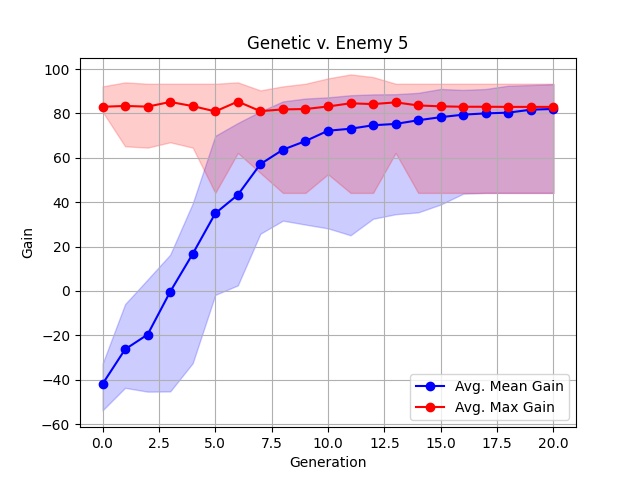 Genetic v. Enemy 5
100
80
60
40
20
0
−20
−40
−60
Gain
0.0 2.5 5.0 7.5 10.0 12.5 15.0 17.5 20.0
Generation
Avg. Mean Gain
Avg. Max Gain